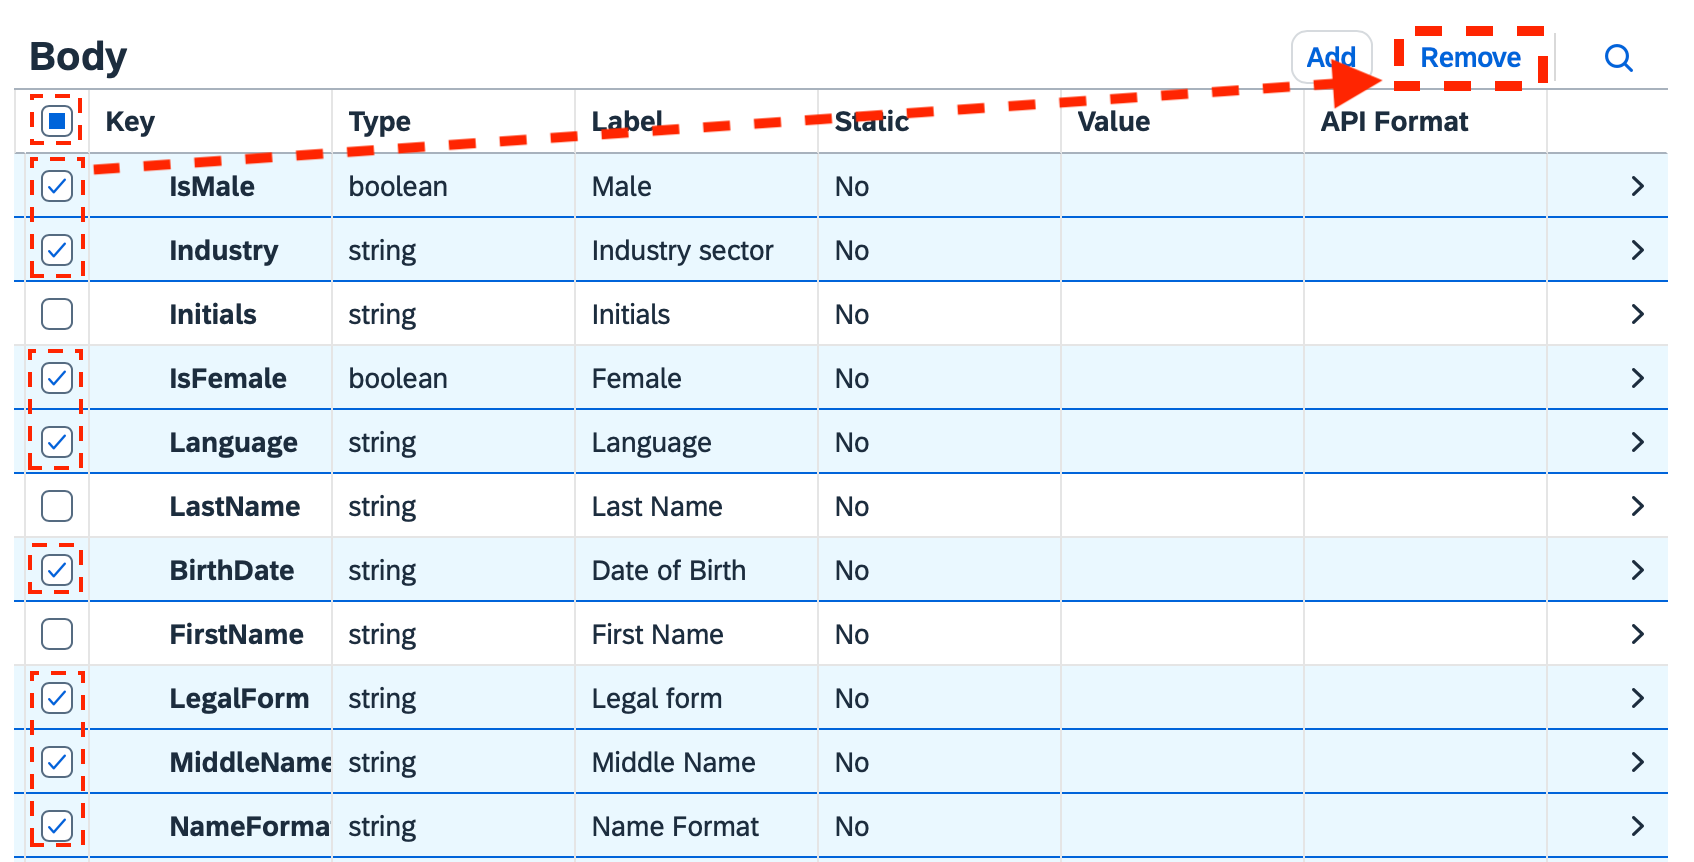 Body Add Remove
Key Type Label Static Value API Format
IsMale boolean Male No
Industry string Industry sector No
Initials string Initials No
IsFemale boolean Female No
Language string Language No
LastName string Last Name No
BirthDate string Date of Birth No
FirstName string First Name No
LegalForm string Legal form No
MiddleName string Middle Name No
NameForma string Name Format No